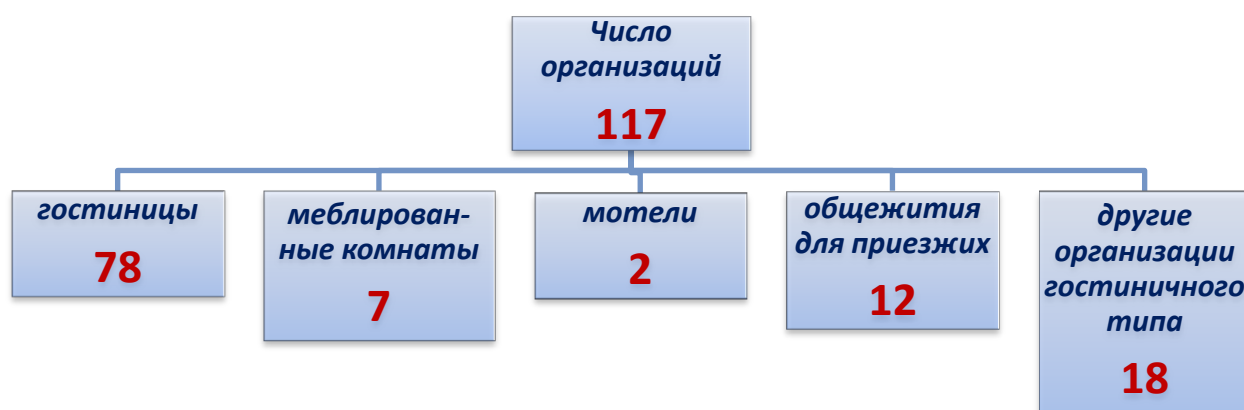 Число
организаций
117
гостиницы
78
меблирован-
ные комнаты
7
мотели
2
общежития
для приезжих
12
другие
организации
гостиничного
типа
18